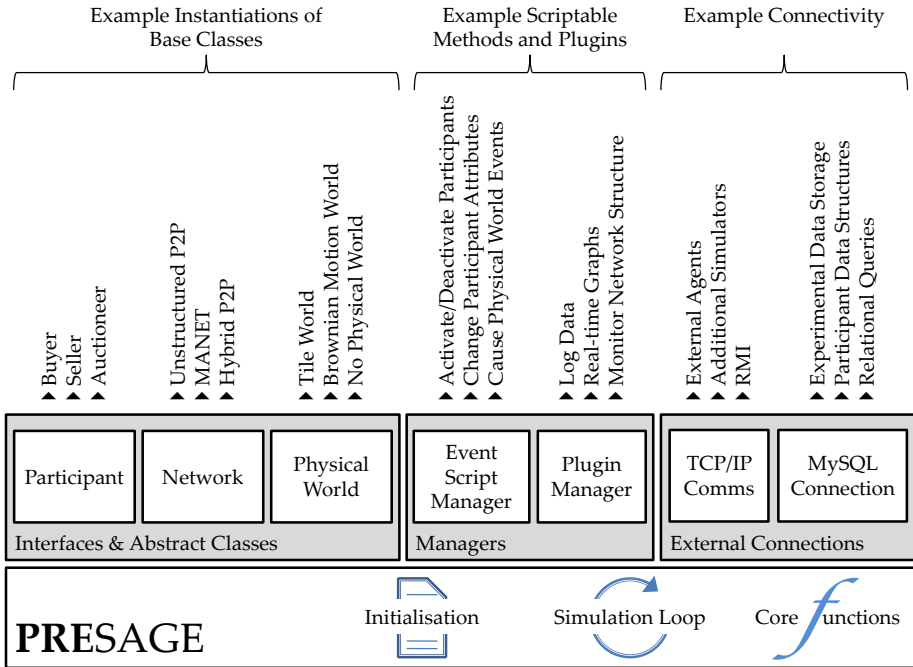 Example Instantiations of
Base Classes
Example Scriptable
Methods and Plugins
Example Connectivity
Buyer
Seller
Auctioneer
Unstructured P2P
MANET
Hybrid P2P
Tile World
Brownian Motion World
No Physical World
Activate/Deactivate Participants
Change Participant Attributes
Cause Physical World Events
Log Data
Real-time Graphs
Monitor Network Structure
External Agents
Additional Simulators
RMI
Experimental Data Storage
Participant Data Structures
Relational Queries
Participant
Network
Physical
World
Interfaces & Abstract Classes
Event
Script
Manager
Plugin
Manager
Managers
TCP/IP
Comms
MySQL
Connection
External Connections
PRESAGE
Initialisation
Simulation Loop
Core functions